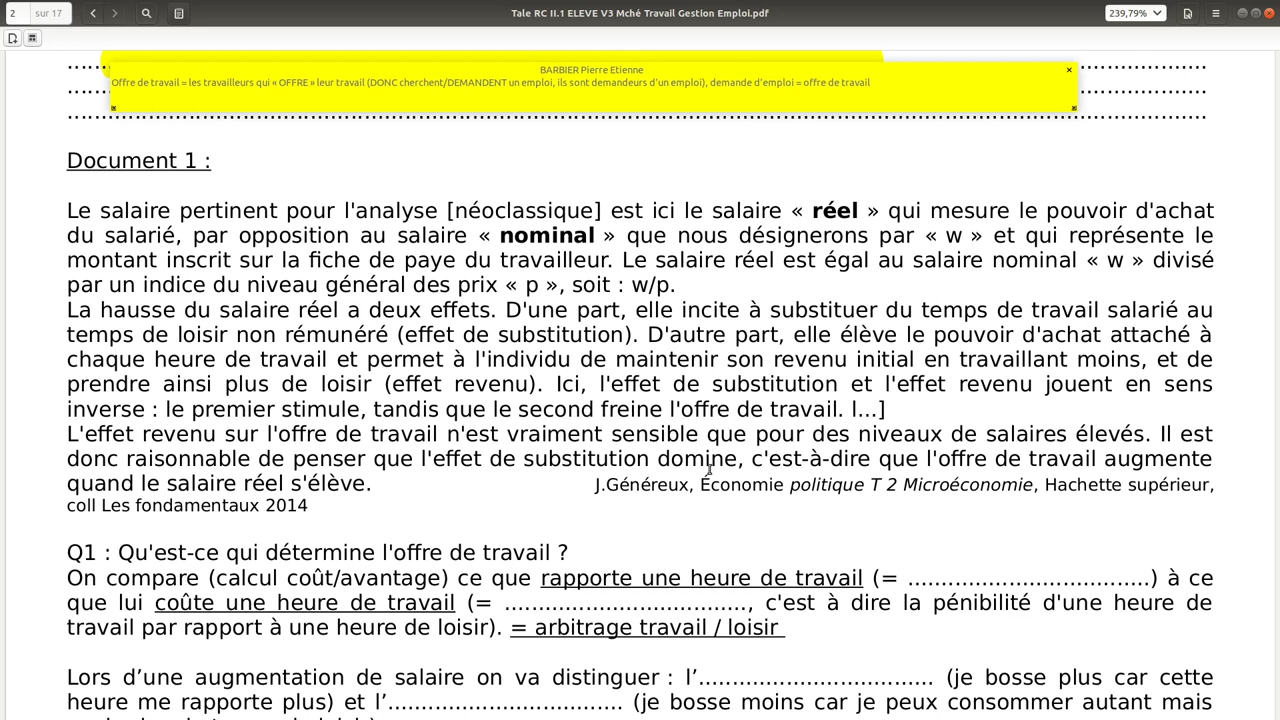 2 sur 17
Tale RC II.1 ELEVE V3 Mché Travail Gestion Emploi.pdf
239,79%
BARBIER Pierre Etienne
Offre de travail = les travailleurs qui « OFFRE » leur travail (DONC cherchent/DEMANDENT un emploi, ils sont demandeurs d'un emploi), demande d'emploi = offre de travail
Document 1 :
Le salaire pertinent pour l'analyse [néoclassique] est ici le salaire « réel » qui mesure le pouvoir d'achat
du salarié, par opposition au salaire « nominal » que nous désignerons par « w » et qui représente le
montant inscrit sur la fiche de paye du travailleur. Le salaire réel est égal au salaire nominal « w » divisé
par un indice du niveau général des prix « p », soit : w/p.
La hausse du salaire réel a deux effets. D'une part, elle incite à substituer du temps de travail salarié au
temps de loisir non rémunéré (effet de substitution). D'autre part, elle élève le pouvoir d'achat attaché à
chaque heure de travail et permet à l'individu de maintenir son revenu initial en travaillant moins, et de
prendre ainsi plus de loisir (effet revenu). Ici, l'effet de substitution et l'effet revenu jouent en sens
inverse : le premier stimule, tandis que le second freine l'offre de travail. l...]
L'effet revenu sur l'offre de travail n'est vraiment sensible que pour des niveaux de salaires élevés. Il est
donc raisonnable de penser que l'effet de substitution domine, c'est-à-dire que l'offre de travail augmente
quand le salaire réel s'élève. J.Généreux, Économie politique T 2 Microéconomie, Hachette supérieur,
coll Les fondamentaux 2014
Q1 : Qu'est-ce qui détermine l'offre de travail ?
On compare (calcul coût/avantage) ce que rapporte une heure de travail (= ....................................) à ce
que lui coûte une heure de travail (= ...................................., c'est à dire la pénibilité d'une heure de
travail par rapport à une heure de loisir). = arbitrage travail / loisir
Lors d’une augmentation de salaire on va distinguer : l’................................... (je bosse plus car cette
heure me rapporte plus) et l’................................... (je bosse moins car je peux consommer autant mais